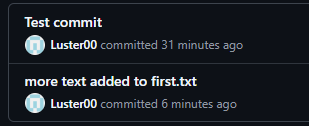 Test commit
Luster00 committed 31 minutes ago
more text added to first.txt
Luster00 committed 6 minutes ago